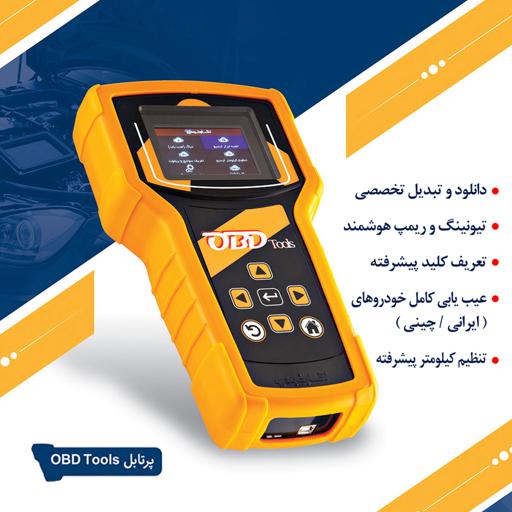 دانلود و تبدیل تخصصی
تیونینگ و ریمپ هوشمند
تعریف کلید پیشرفته
عیب یابی کامل خودروهای
( ایرانی / چینی )
تنظیم کیلومتر پیشرفته
OBD
Tools
پرتابل OBD Tools